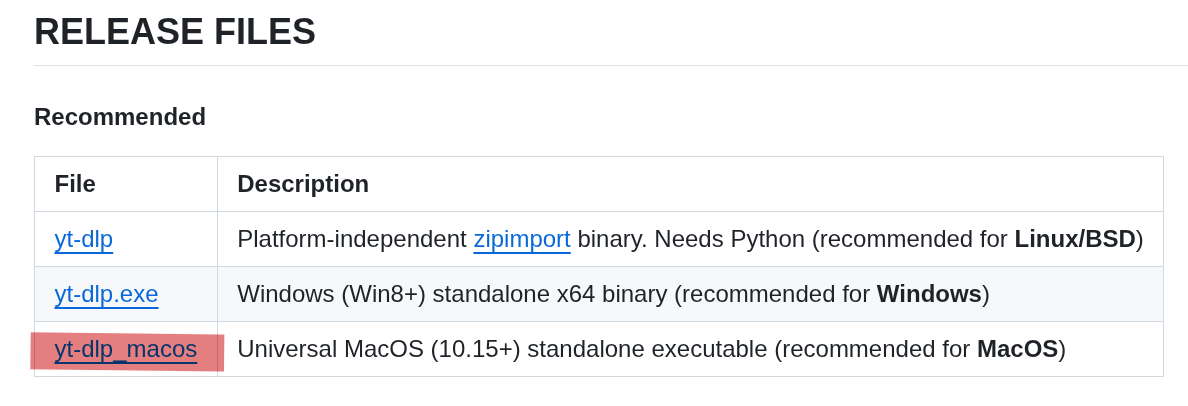 RELEASE FILES
Recommended
File Description
yt-dlp Platform-independent zipimport binary. Needs Python (recommended for Linux/BSD)
yt-dlp.exe Windows (Win8+) standalone x64 binary (recommended for Windows)
yt-dlp_macos Universal MacOS (10.15+) standalone executable (recommended for MacOS)